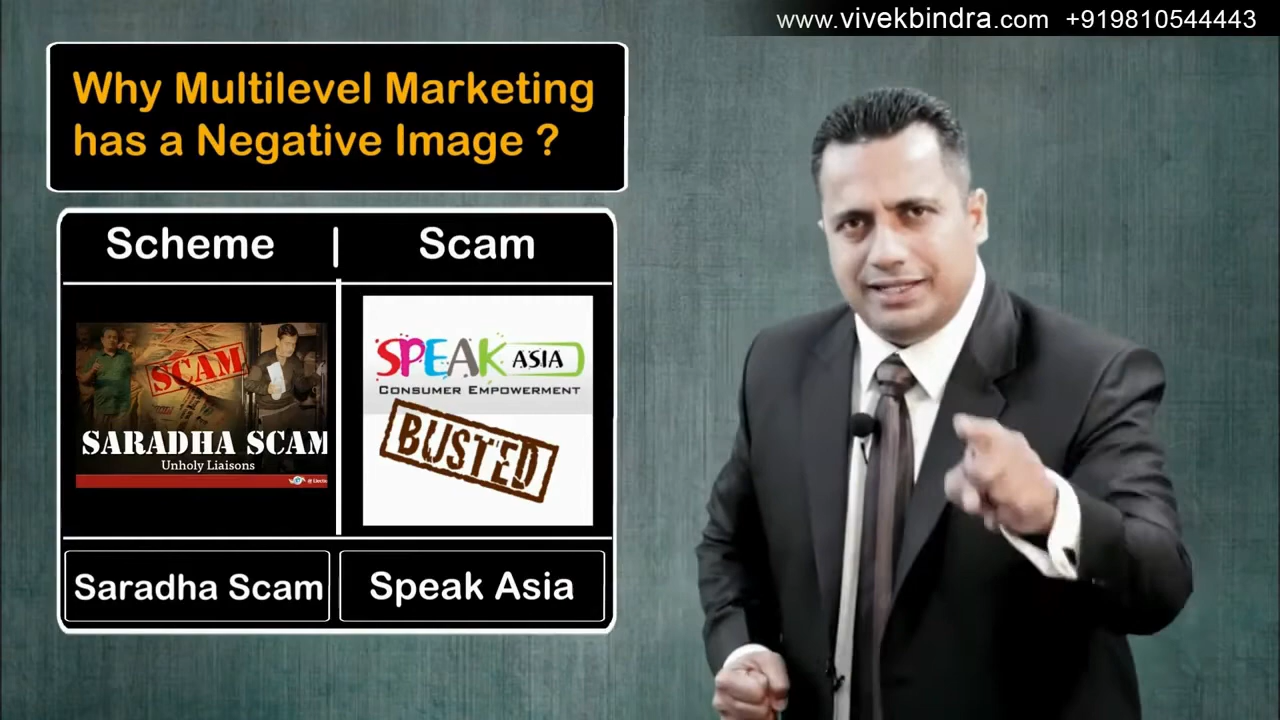 www.vivekbindra.com +919810544443
Why Multilevel Marketing
has a Negative Image ?
Scheme | Scam
SCAM
SARADHA SCAM
Unholy Liaisons
SPEAK ASIA
CONSUMER EMPOWERMENT
BUSTED
Saradha Scam
Speak Asia